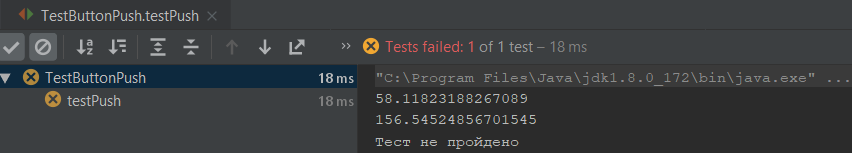 TestButtonPush.testPush ×
» Tests failed: 1 of 1 test – 18 ms
TestButtonPush 18 ms
testPush 18 ms
"C:\Program Files\Java\jdk1.8.0_172\bin\java.exe" ...
58.11823188267089
156.54524856701545
Тест не пройдено